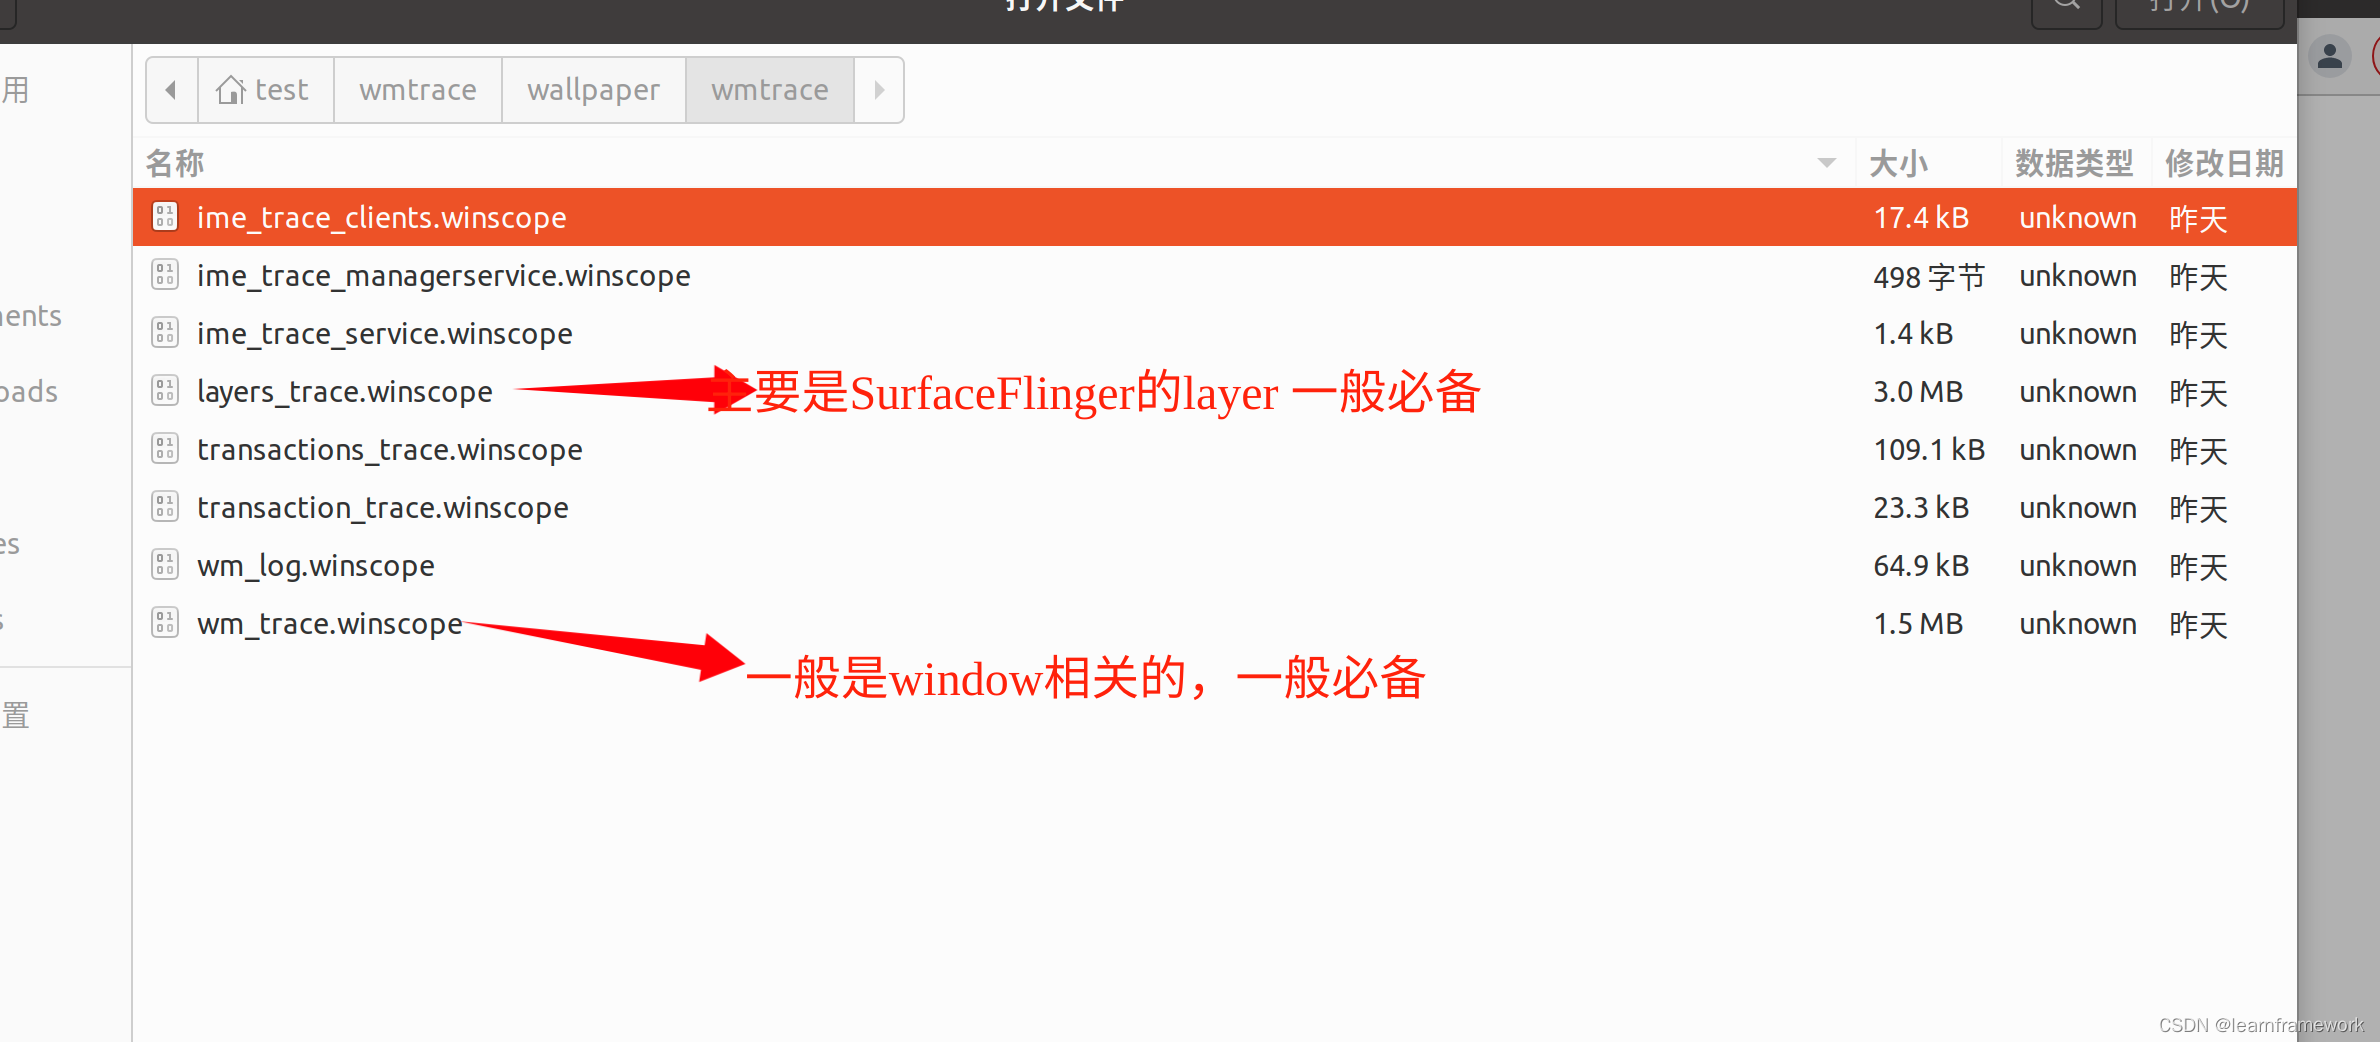 打开文件
打开(O)
用
test wmtrace wallpaper wmtrace
名称 大小 数据类型 修改日期
ime_trace_clients.winscope 17.4 kB unknown 昨天
ime_trace_managerservice.winscope 498 字节 unknown 昨天
ents
ime_trace_service.winscope 1.4 kB unknown 昨天
oads
layers_trace.winscope 主要是SurfaceFlinger的layer 一般必备 3.0 MB unknown 昨天
transactions_trace.winscope 109.1 kB unknown 昨天
transaction_trace.winscope 23.3 kB unknown 昨天
es
wm_log.winscope 64.9 kB unknown 昨天
s
wm_trace.winscope 1.5 MB unknown 昨天
一般是window相关的，一般必备
置
CSDN @learnframework